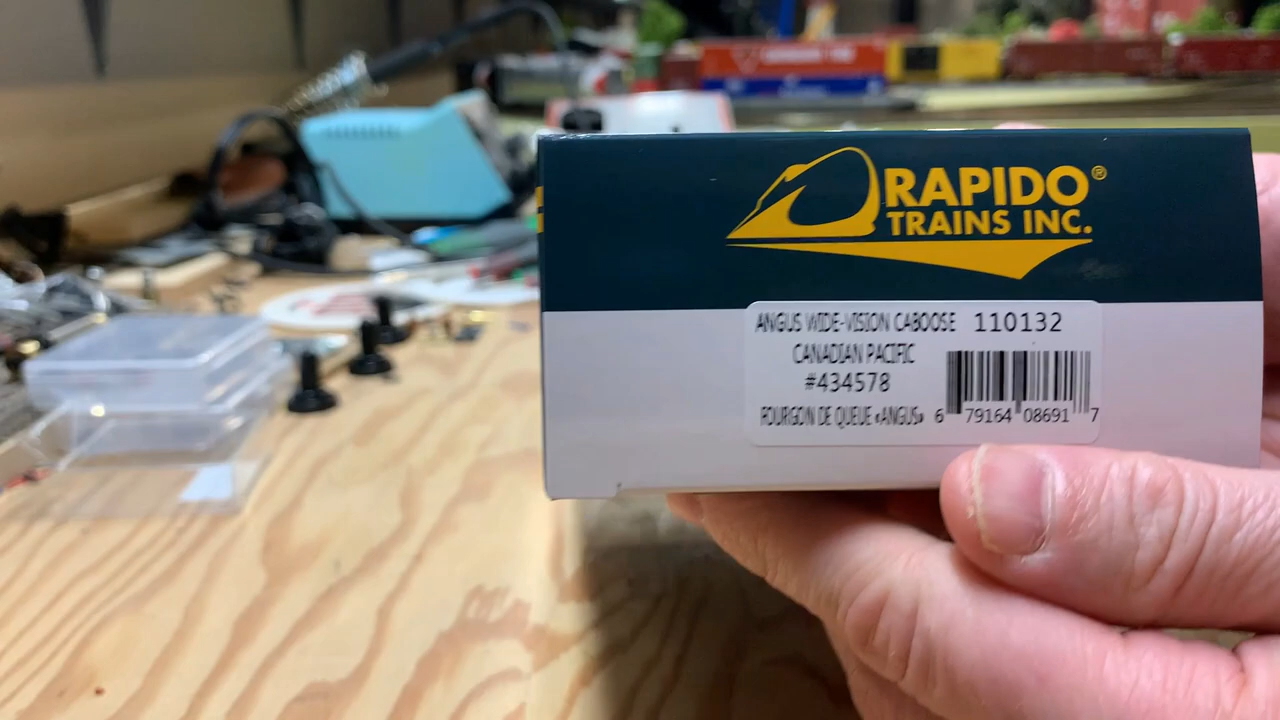 RAPIDO®
TRAINS INC.
ANGUS WIDE-VISION CABOOSE 110132
CANADIAN PACIFIC
#434578
FOURGON DE QUEUE «ANGUS» 6 79164 08691 7